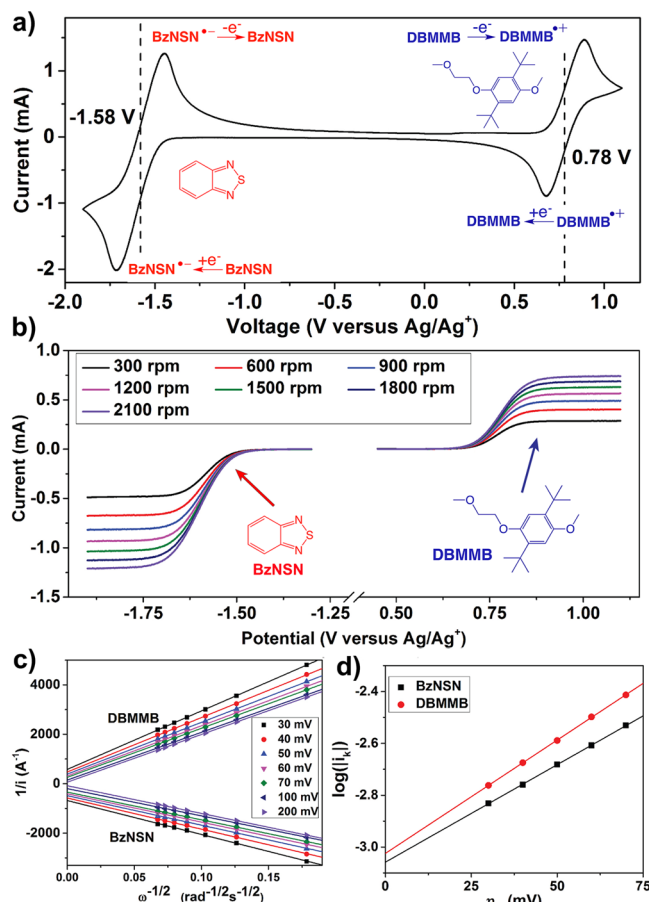 a)
BzNSN•− -e- BzNSN
DBMMB -e- DBMMB•+
-1.58 V
0.78 V
N
S
N
O
O
O
BzNSN•− +e- BzNSN
DBMMB +e- DBMMB•+
Current (mA)
1
0
-1
-2
-2.0 -1.5 -1.0 -0.5 0.0 0.5 1.0
Voltage (V versus Ag/Ag+)
b)
300 rpm 600 rpm 900 rpm
1200 rpm 1500 rpm 1800 rpm
2100 rpm
Current (mA)
1.0
0.5
0.0
-0.5
-1.0
-1.5
N
S
N
BzNSN
O
O
O
DBMMB
-1.75 -1.50 -1.25 0.50 0.75 1.00
Potential (V versus Ag/Ag+)
c)
1/i (A-1)
4000
2000
0
-2000
DBMMB
BzNSN
30 mV
40 mV
50 mV
60 mV
70 mV
100 mV
200 mV
0.00 0.05 0.10 0.15
ω-1/2 (rad-1/2s-1/2)
d)
BzNSN
DBMMB
log(|ik|)
-2.4
-2.6
-2.8
-3.0
0 25 50 75
(mV)